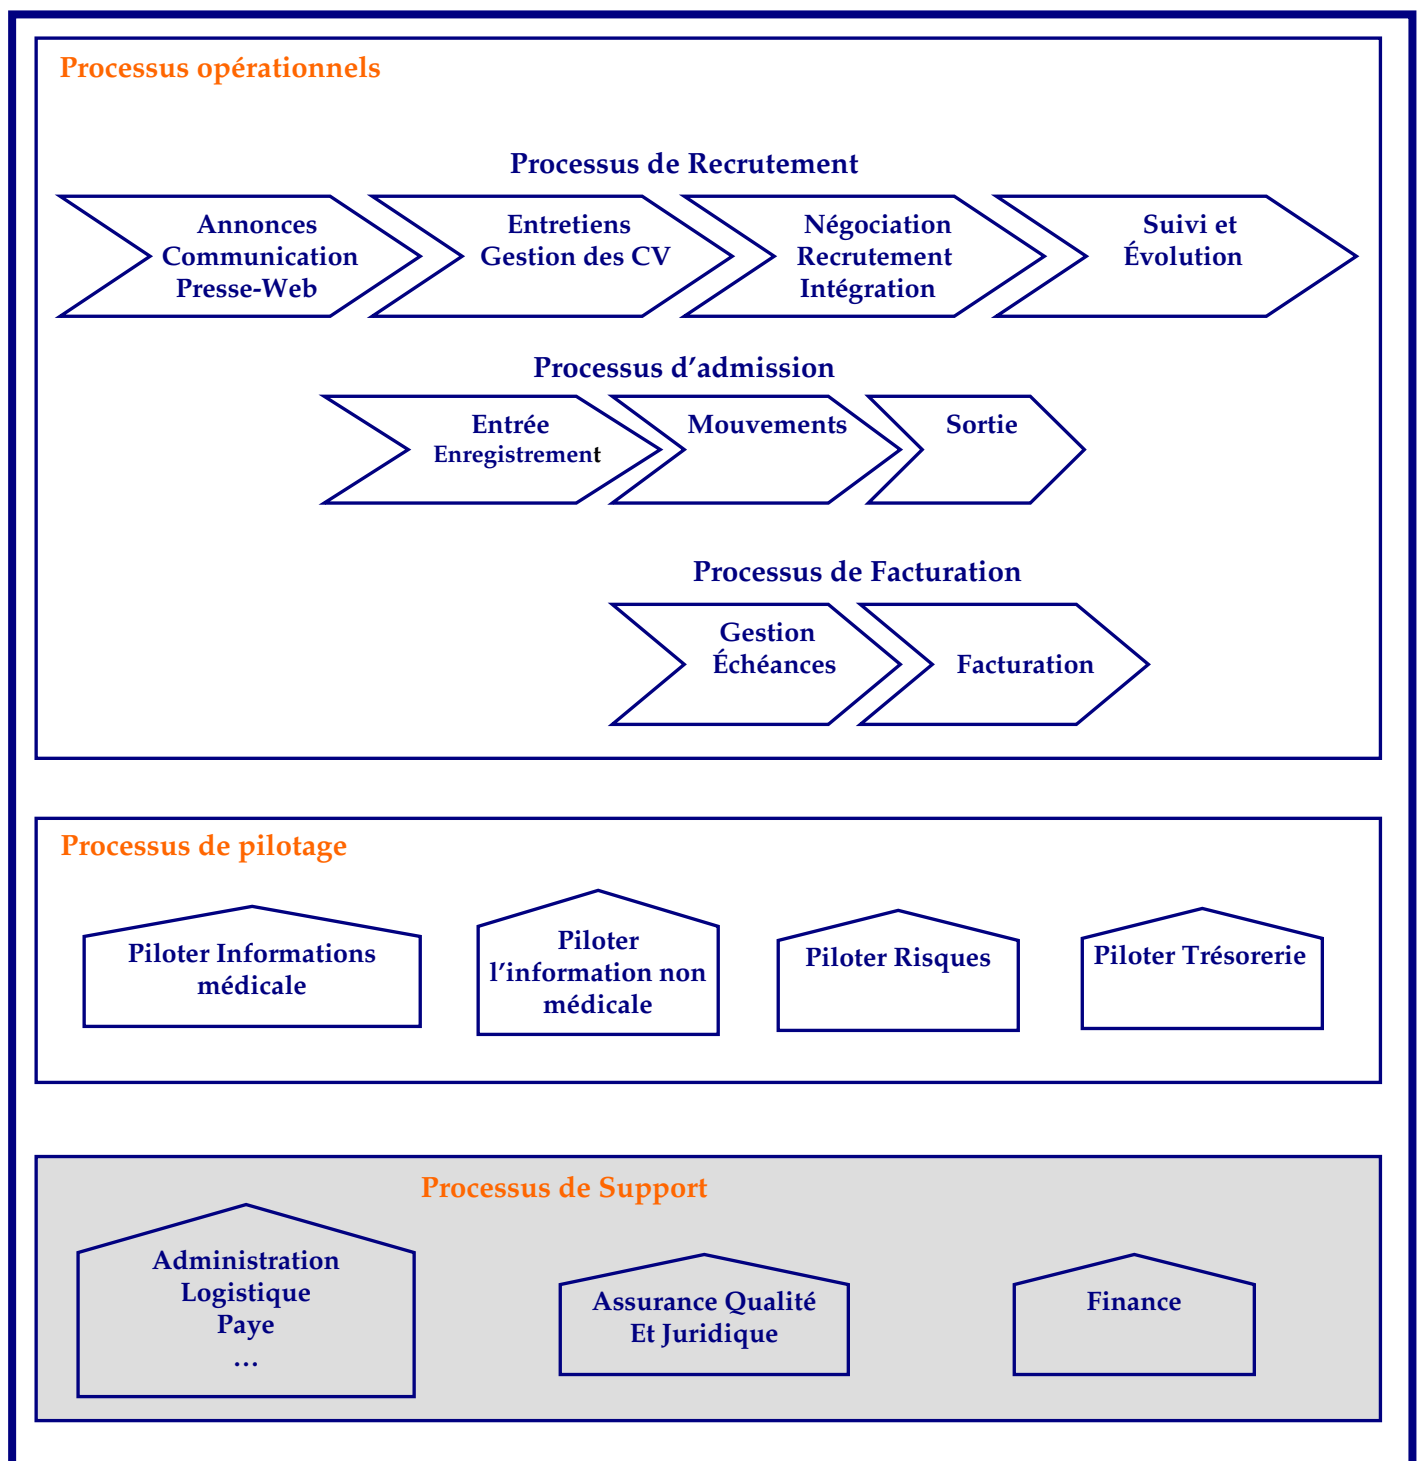 Processus opérationnels
Processus de Recrutement
Annonces
Communication
Presse-Web
Entretiens
Gestion des CV
Négociation
Recrutement
Intégration
Suivi et
Évolution
Processus d’admission
Entrée
Enregistrement
Mouvements
Sortie
Processus de Facturation
Gestion
Échéances
Facturation
Processus de pilotage
Piloter Informations
médicale
Piloter
l’information non
médicale
Piloter Risques
Piloter Trésorerie
Processus de Support
Administration
Logistique
Paye
…
Assurance Qualité
Et Juridique
Finance